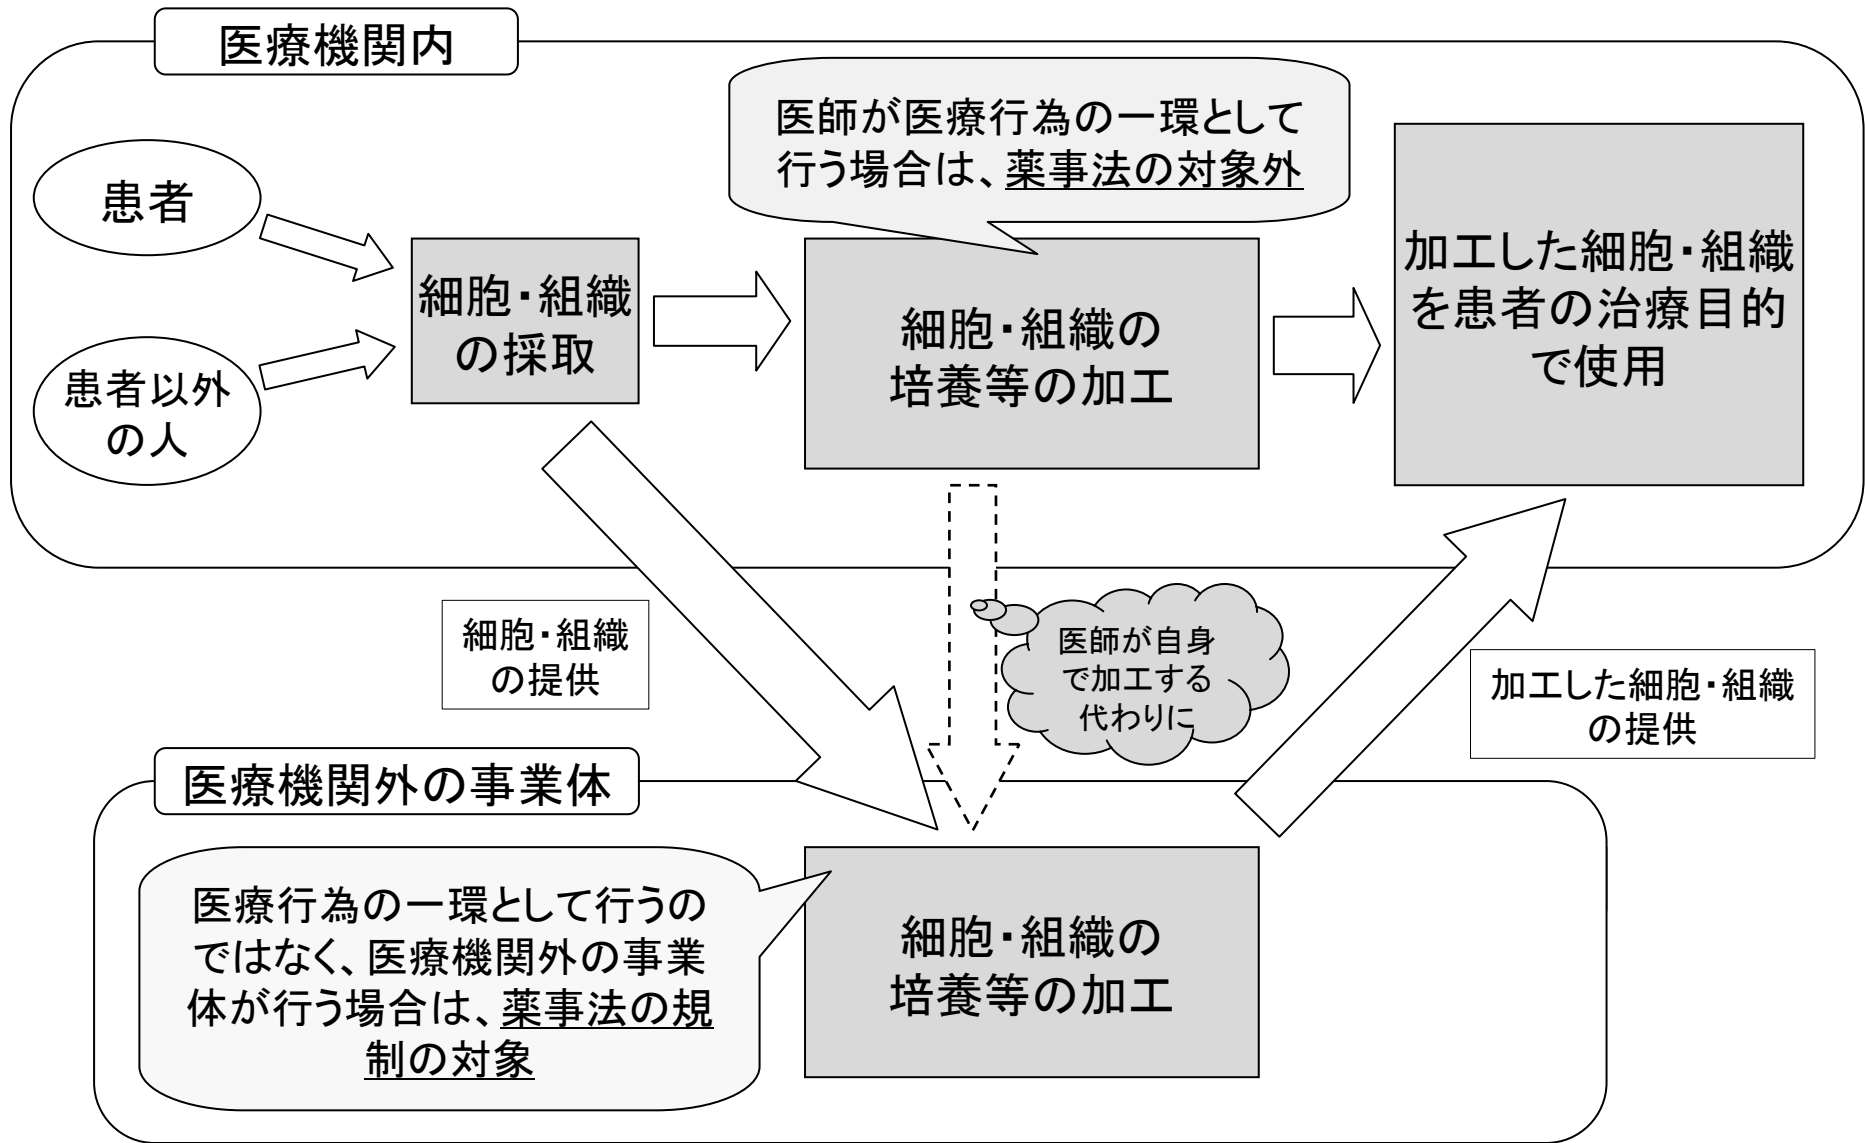 医療機関内
医師が医療行為の一環として
行う場合は、薬事法の対象外
患者
患者以外
の人
細胞・組織
の採取
細胞・組織の
培養等の加工
加工した細胞・組織
を患者の治療目的
で使用
細胞・組織
の提供
医師が自身
で加工する
代わりに
加工した細胞・組織
の提供
医療機関外の事業体
医療行為の一環として行うの
ではなく、医療機関外の事業
体が行う場合は、薬事法の規
制の対象
細胞・組織の
培養等の加工